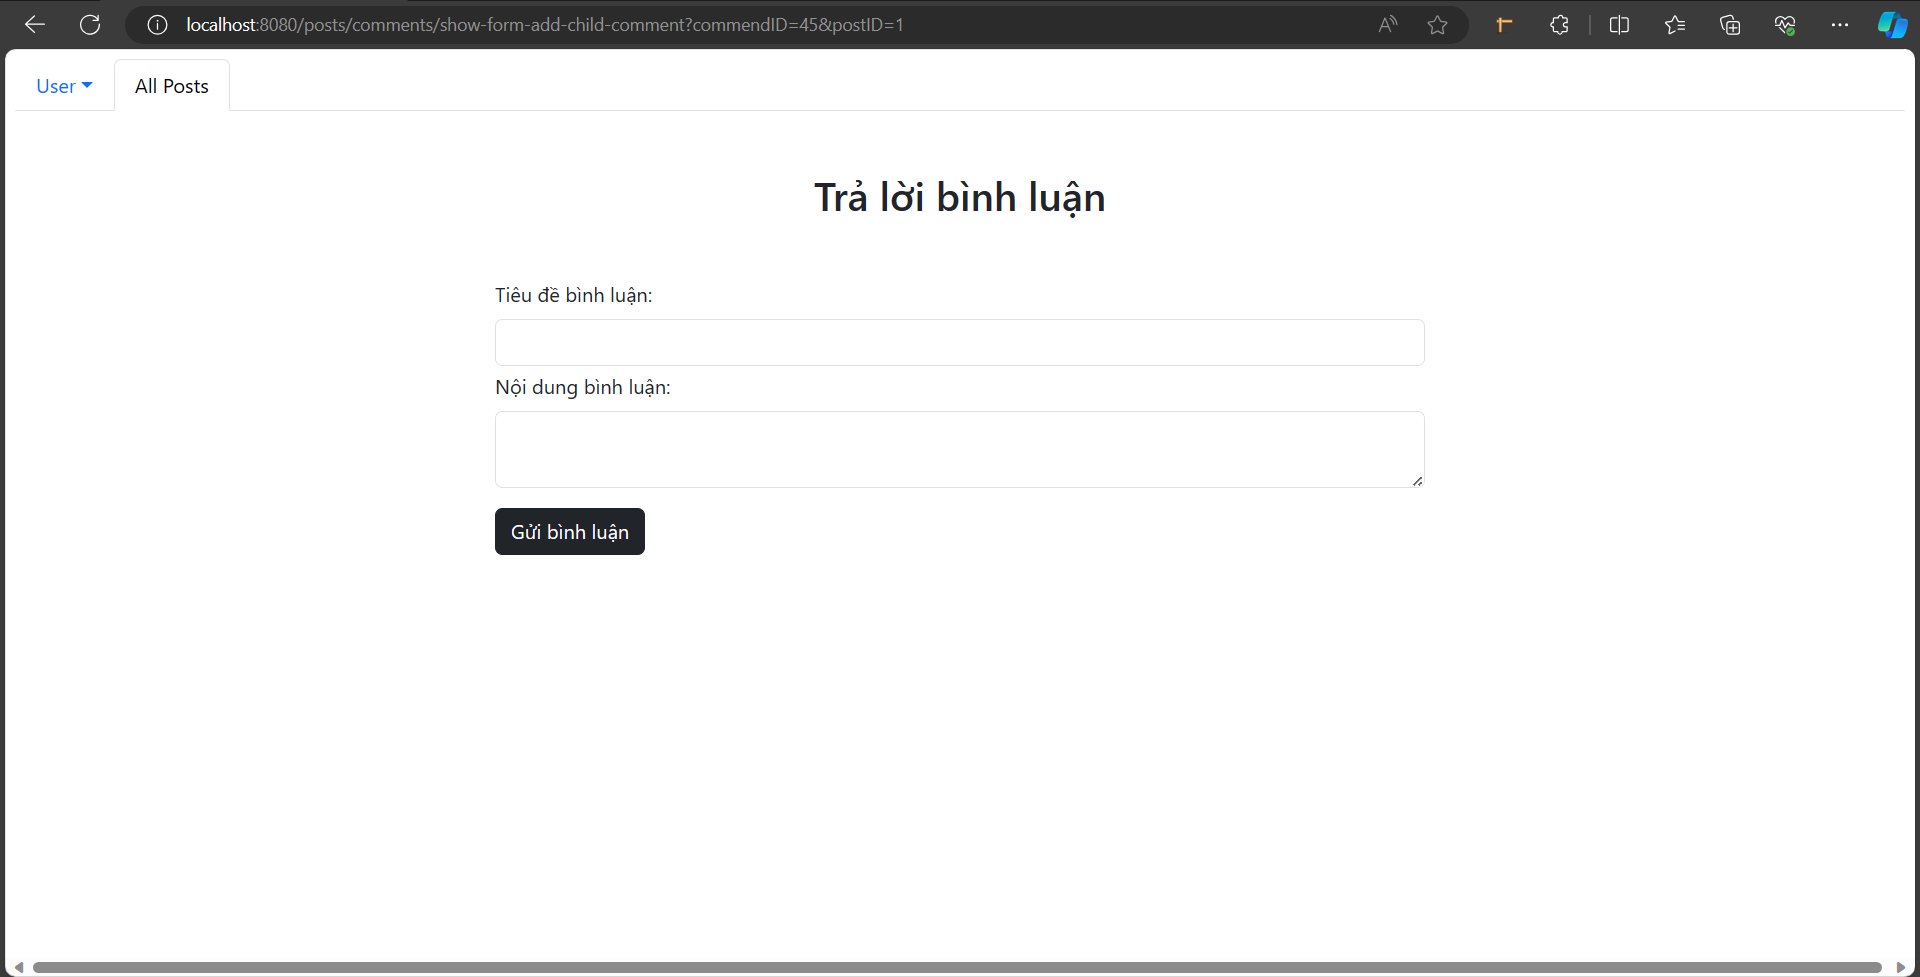 localhost:8080/posts/comments/show-form-add-child-comment?commendID=45&postID=1
User
All Posts
Trả lời bình luận
Tiêu đề bình luận:
Nội dung bình luận:
Gửi bình luận